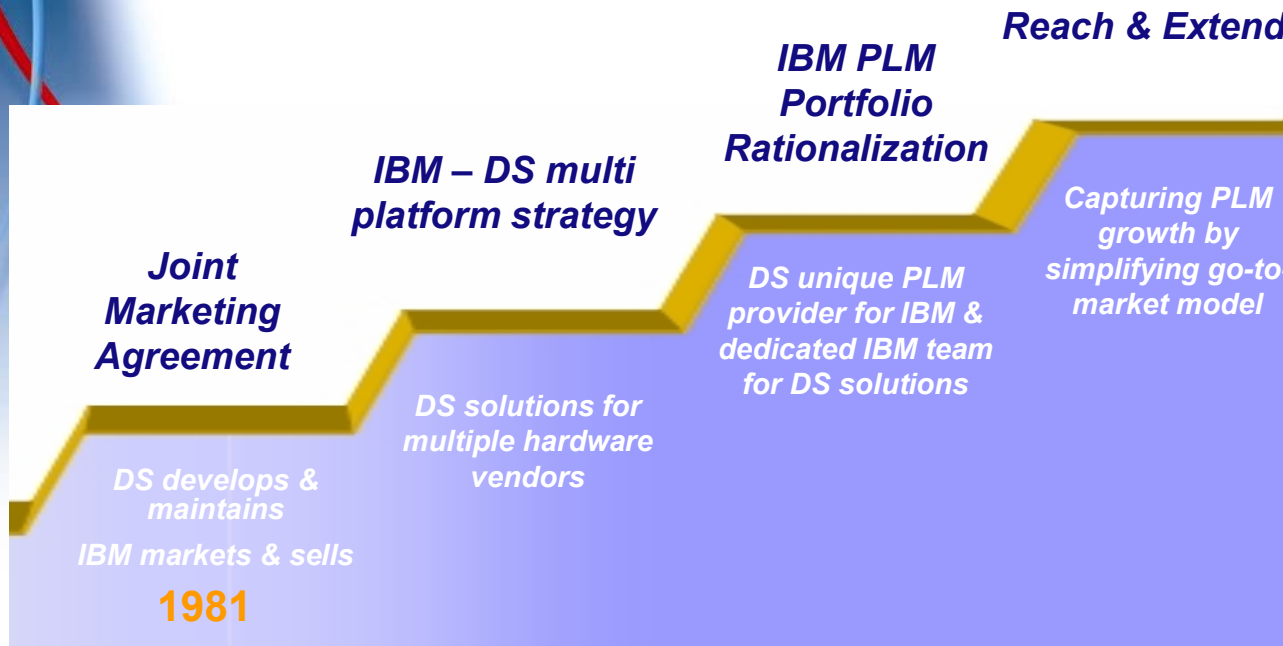 Joint
Marketing
Agreement
DS develops &
maintains
IBM markets & sells
1981
IBM – DS multi
platform strategy
DS solutions for
multiple hardware
vendors
IBM PLM
Portfolio
Rationalization
DS unique PLM
provider for IBM &
dedicated IBM team
for DS solutions
Reach & Extend
Capturing PLM
growth by
simplifying go-to-
market model